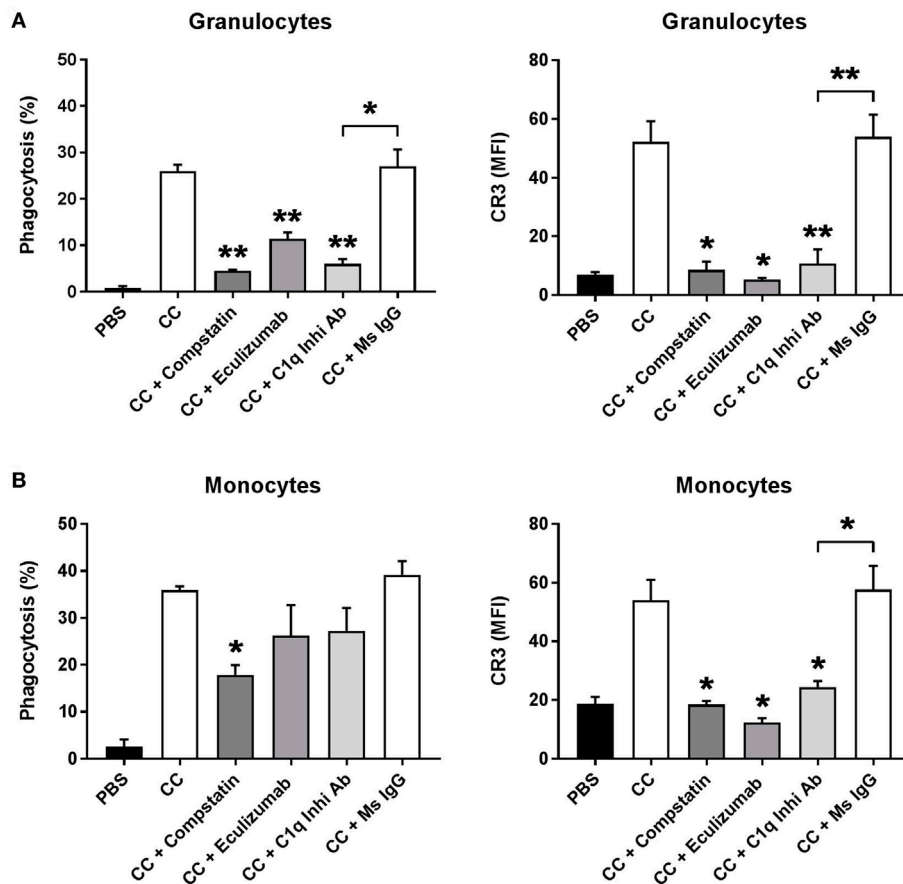 A
Granulocytes
Phagocytosis (%)
50
40
30
20
10
0
**
**
**
*
PBS
CC
CC + Compstatin
CC + Eculizumab
CC + C1q Inhi Ab
CC + Ms IgG
Granulocytes
CR3 (MFI)
80
60
40
20
0
*
*
**
**
PBS
CC
CC + Compstatin
CC + Eculizumab
CC + C1q Inhi Ab
CC + Ms IgG
B
Monocytes
Phagocytosis (%)
50
40
30
20
10
0
*
PBS
CC
CC + Compstatin
CC + Eculizumab
CC + C1q Inhi Ab
CC + Ms IgG
Monocytes
CR3 (MFI)
80
60
40
20
0
*
*
*
*
PBS
CC
CC + Compstatin
CC + Eculizumab
CC + C1q Inhi Ab
CC + Ms IgG